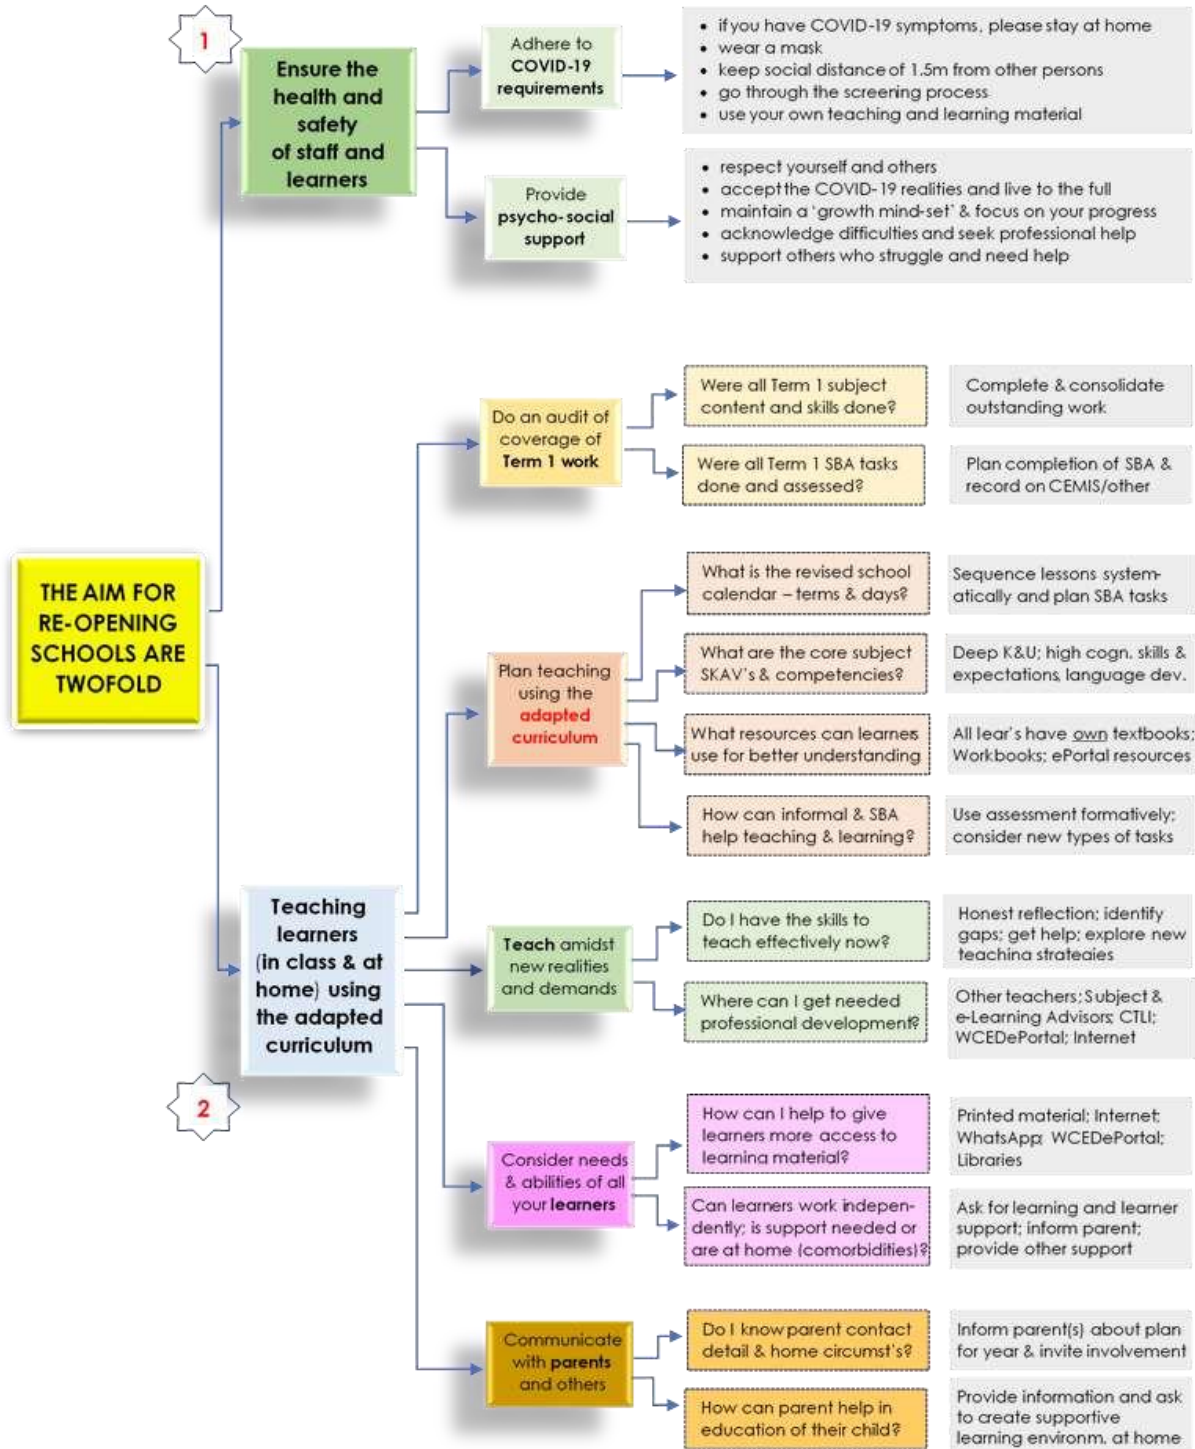 1
Ensure the
health and
safety
of staff and
learners
Adhere to
COVID-19
requirements
• if you have COVID-19 symptoms, please stay at home
• wear a mask
• keep social distance of 1.5m from other persons
• go through the screening process
• use your own teaching and learning material
Provide
psycho-social
support
• respect yourself and others
• accept the COVID-19 realities and live to the full
• maintain a 'growth mind-set' & focus on your progress
• acknowledge difficulties and seek professional help
• support others who struggle and need help
THE AIM FOR
RE-OPENING
SCHOOLS ARE
TWOFOLD
2
Teaching
learners
(in class & at
home) using
the adapted
curriculum
Do an audit of
coverage of
Term 1 work
Were all Term 1 subject
content and skills done?
Complete & consolidate
outstanding work
Were all Term 1 SBA tasks
done and assessed?
Plan completion of SBA &
record on CEMIS/other
Plan teaching
using the
adapted
curriculum
What is the revised school
calendar – terms & days?
Sequence lessons system-
atically and plan SBA tasks
What are the core subject
SKAV's & competencies?
Deep K&U; high cogn. skills &
expectations, language dev.
What resources can learners
use for better understanding
All lear's have own textbooks;
Workbooks; ePortal resources
How can informal & SBA
help teaching & learning?
Use assessment formatively;
consider new types of tasks
Teach amidst
new realities
and demands
Do I have the skills to
teach effectively now?
Honest reflection; identify
gaps; get help; explore new
teaching strategies
Where can I get needed
professional development?
Other teachers; Subject &
e-Learning Advisors; CTLI;
WCEDePortal; Internet
Consider needs
& abilities of all
your learners
How can I help to give
learners more access to
learning material?
Printed material; Internet;
WhatsApp; WCEDePortal;
Libraries
Can learners work indepen-
dently; is support needed or
are at home (comorbidities)?
Ask for learning and learner
support; inform parent;
provide other support
Communicate
with parents
and others
Do I know parent contact
detail & home circumst's?
Inform parent(s) about plan
for year & invite involvement
How can parent help in
education of their child?
Provide information and ask
to create supportive
learning environm. at home